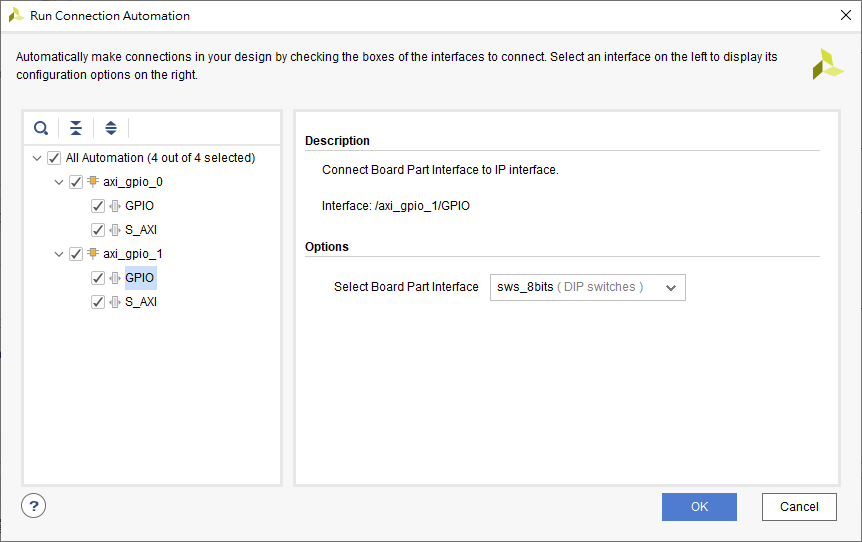 Run Connection Automation
Automatically make connections in your design by checking the boxes of the interfaces to connect. Select an interface on the left to display its
configuration options on the right.
All Automation (4 out of 4 selected)
axi_gpio_0
GPIO
S_AXI
axi_gpio_1
GPIO
S_AXI
Description
Connect Board Part Interface to IP interface.
Interface: /axi_gpio_1/GPIO
Options
Select Board Part Interface sws_8bits ( DIP switches )
?
OK Cancel